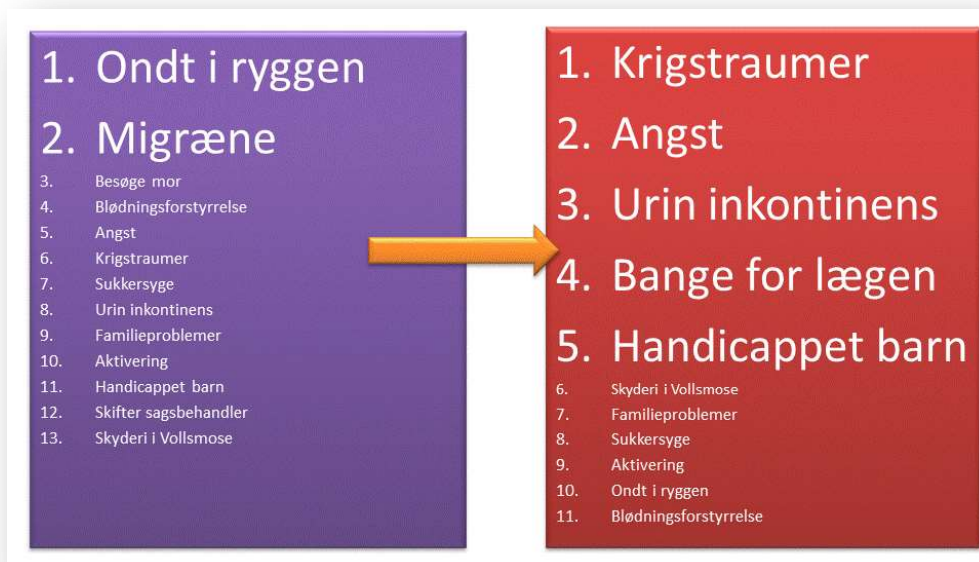 1. Ondt i ryggen
2. Migræne
3. Besøge mor
4. Blødningsforstyrrelse
5. Angst
6. Krigstraumer
7. Sukkersyge
8. Urin inkontinens
9. Familieproblemer
10. Aktivering
11. Handicappet barn
12. Skifter sagsbehandler
13. Skyderi i Vollsmose
1. Krigstraumer
2. Angst
3. Urin inkontinens
4. Bange for lægen
5. Handicappet barn
6. Skyderi i Vollsmose
7. Familieproblemer
8. Sukkersyge
9. Aktivering
10. Ondt i ryggen
11. Blødningsforstyrrelse